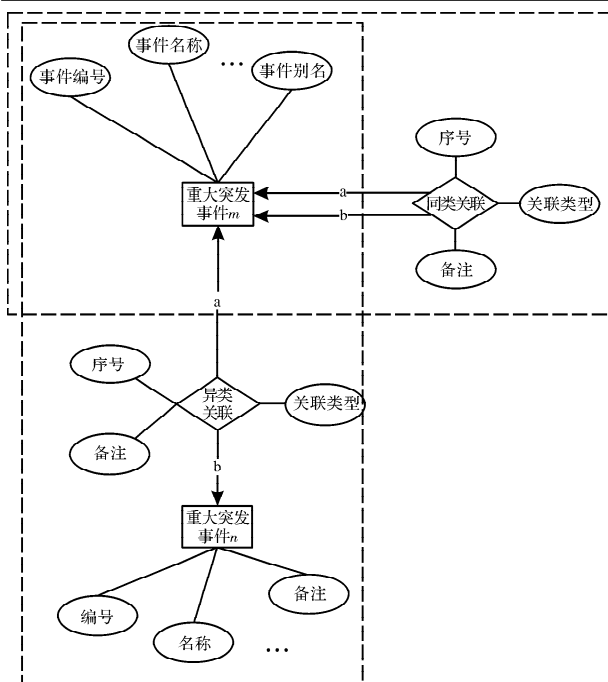 事件名称
…
事件编号
事件别名
序号
重大突发
事件m
a
b
同类关联
关联类型
备注
a
序号
异类
关联
关联类型
备注
b
重大突发
事件n
备注
编号
名称
…